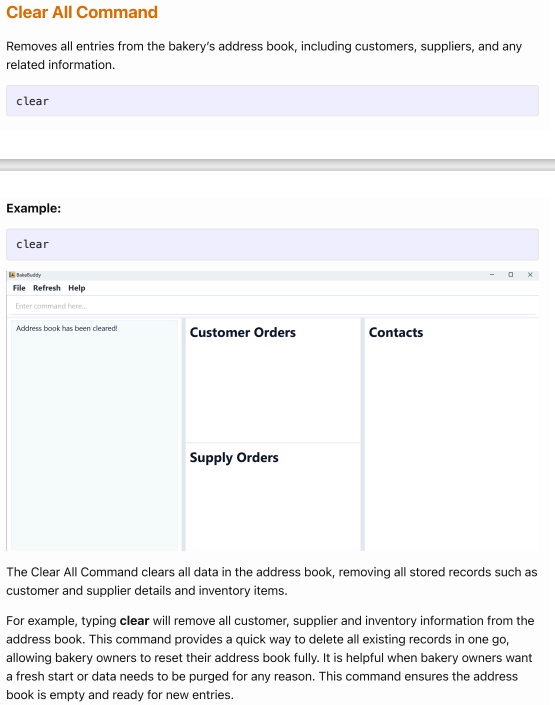 Clear All Command
Removes all entries from the bakery’s address book, including customers, suppliers, and any
related information.
clear
Example:
clear
BakeBuddy
File Refresh Help
Enter command here...
Address book has been cleared!
Customer Orders
Supply Orders
Contacts
The Clear All Command clears all data in the address book, removing all stored records such as
customer and supplier details and inventory items.
For example, typing clear will remove all customer, supplier and inventory information from the
address book. This command provides a quick way to delete all existing records in one go,
allowing bakery owners to reset their address book fully. It is helpful when bakery owners want
a fresh start or data needs to be purged for any reason. This command ensures the address
book is empty and ready for new entries.